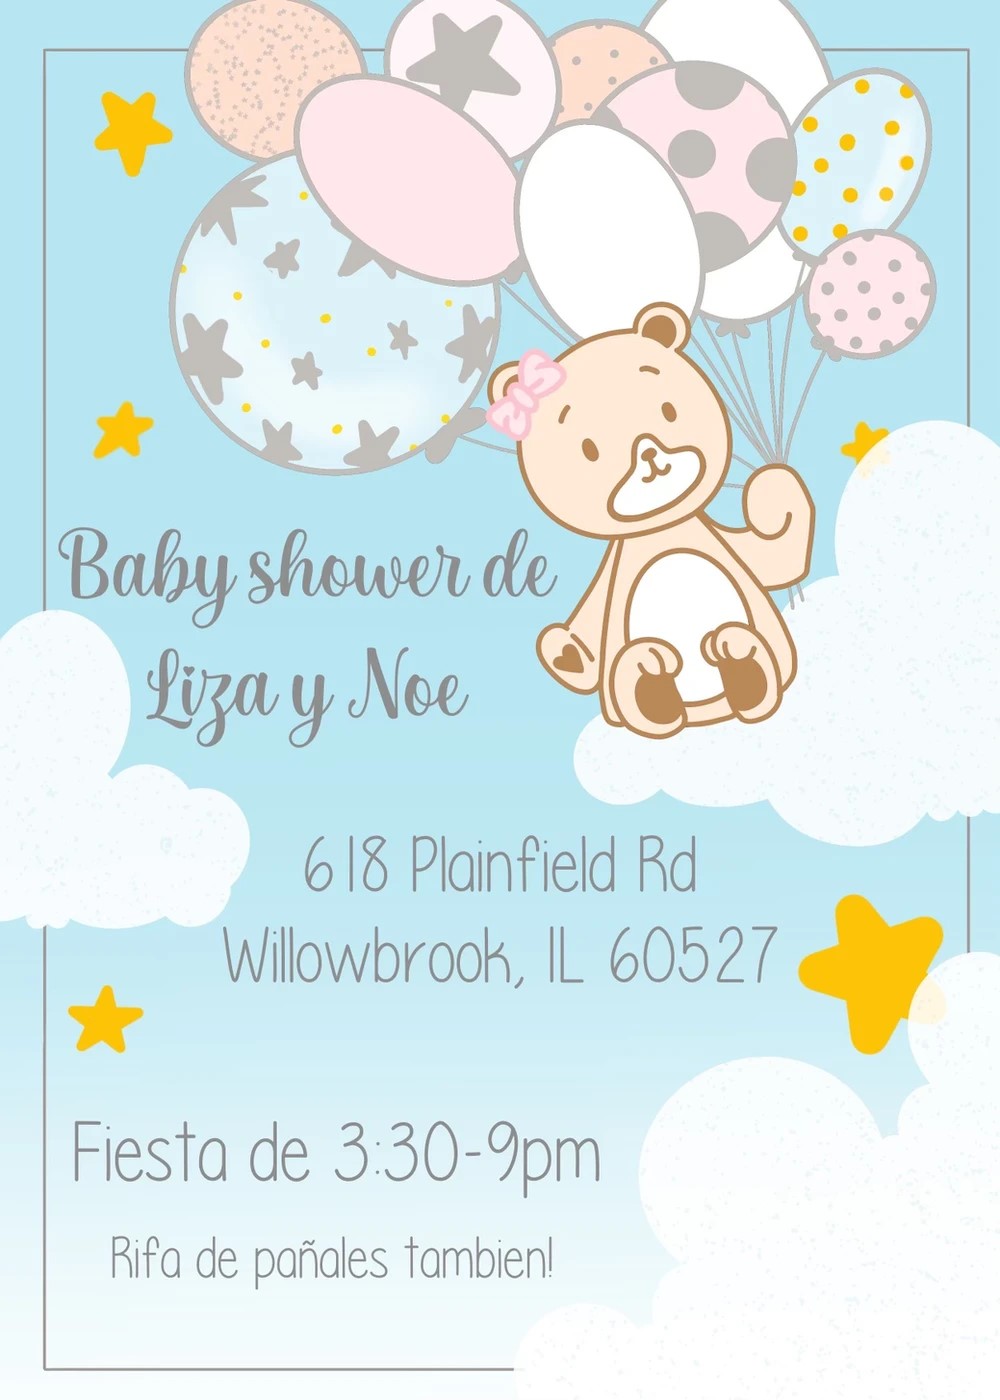 Baby shower de
Liza y Noe
618 Plainfield Rd
Willowbrook, IL 60527
Fiesta de 3:30-9pm
Rifa de pañales tambien!